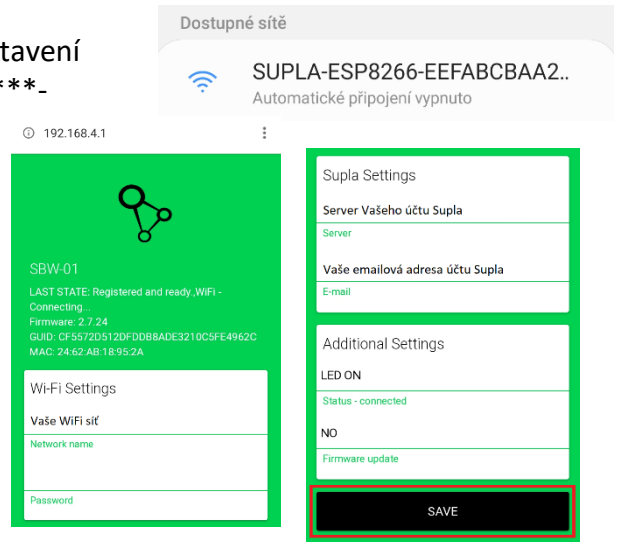 Dostupné sítě
tavení
***-
SUPLA-ESP8266-EEFABCBAA2..
Automatické připojení vypnuto
192.168.4.1
SBW-01
LAST STATE: Registered and ready.,WiFi -
Connecting...
Firmware: 2.7.24
GUID: CF5572D512DFDDB8ADE3210C5FE4962C
MAC: 24:62:AB:18:95:2A
Wi-Fi Settings
Vaše WiFi síť
Network name
Password
Supla Settings
Server Vašeho účtu Supla
Server
Vaše emailová adresa účtu Supla
E-mail
Additional Settings
LED ON
Status - connected
NO
Firmware update
SAVE